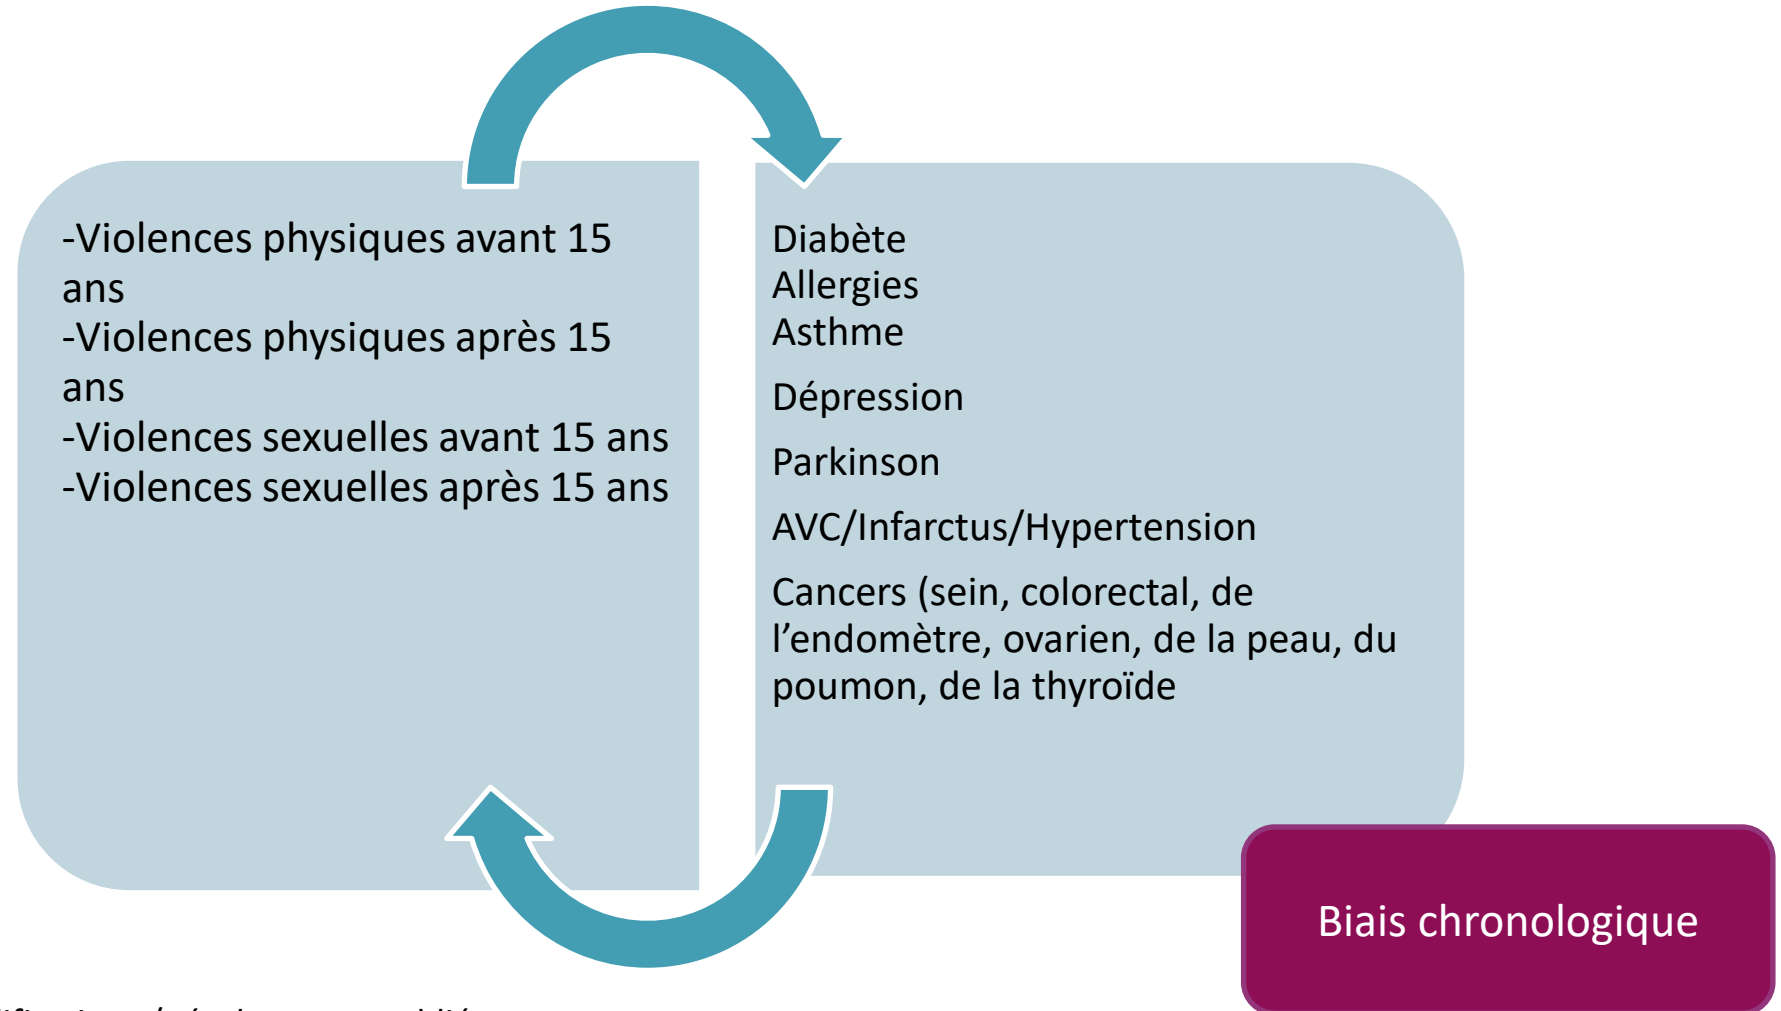 -Violences physiques avant 15
ans
-Violences physiques après 15
ans
-Violences sexuelles avant 15 ans
-Violences sexuelles après 15 ans
Diabète
Allergies
Asthme
Dépression
Parkinson
AVC/Infarctus/Hypertension
Cancers (sein, colorectal, de
l’endomètre, ovarien, de la peau, du
poumon, de la thyroïde
Biais chronologique